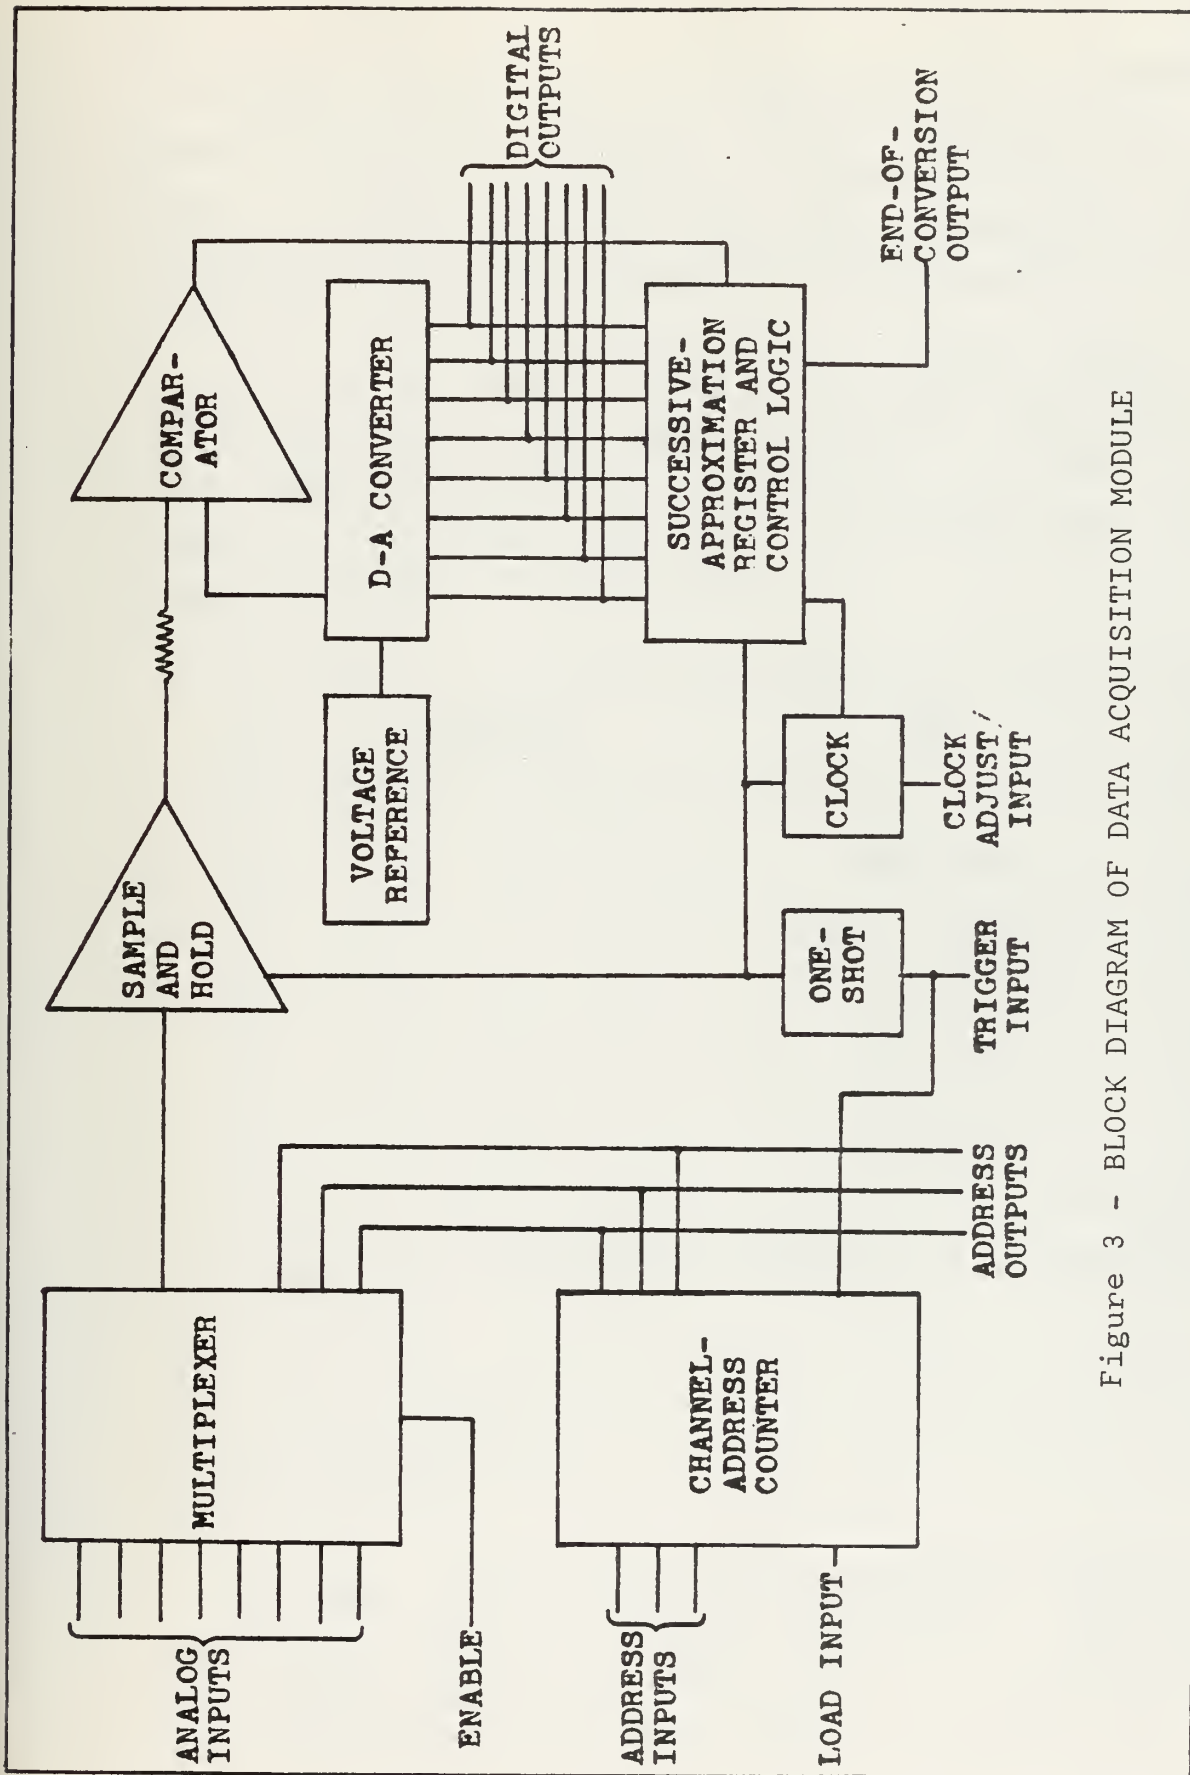 ANALOG
INPUTS
MULTIPLEXER
ENABLE
ADDRESS
INPUTS
LOAD INPUT
CHANNEL-
ADDRESS
COUNTER
ADDRESS
OUTPUTS
SAMPLE
AND
HOLD
ONE-
SHOT
TRIGGER
INPUT
VOLTAGE
REFERENCE
CLOCK
CLOCK
ADJUST/
INPUT
COMPAR-
ATOR
D-A CONVERTER
SUCCESSIVE-
APPROXIMATION
REGISTER AND
CONTROL LOGIC
DIGITAL
OUTPUTS
END-OF-
CONVERSION
OUTPUT
Figure 3 - BLOCK DIAGRAM OF DATA ACQUISITION MODULE